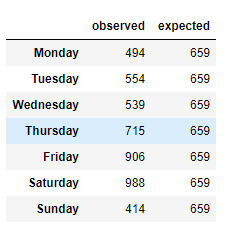 observed expected
Monday 494 659
Tuesday 554 659
Wednesday 539 659
Thursday 715 659
Friday 906 659
Saturday 988 659
Sunday 414 659